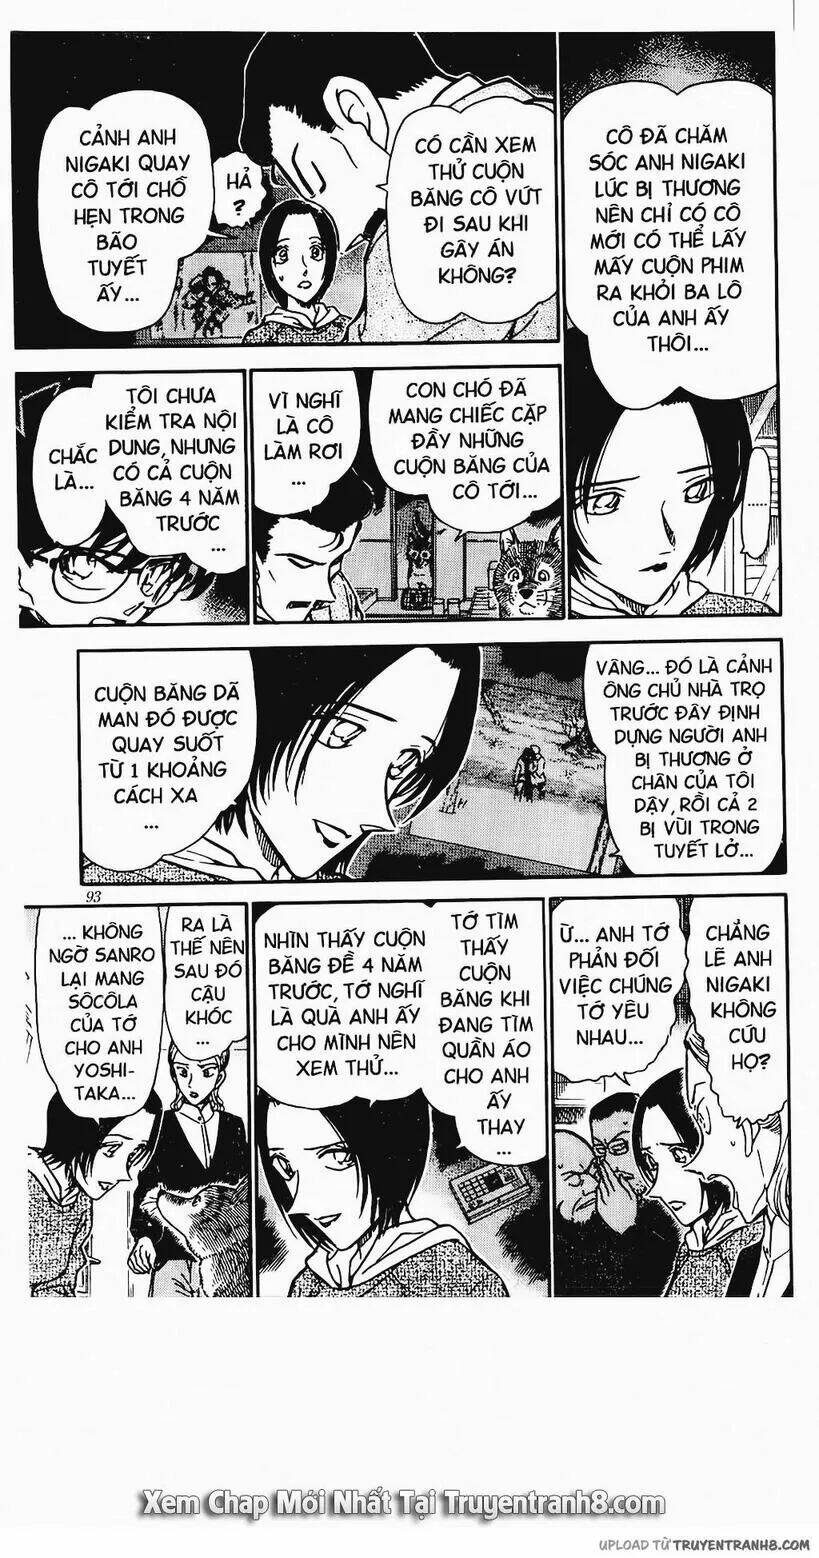 CÔ ĐÃ CHĂM
SÓC ANH NIGAKI
LÚC BỊ THƯƠNG
NÊN CHỈ CÓ CÔ
MỚI CÓ THỂ LẤY
MẤY CUỘN PHIM
RA KHỎI BA LÔ
CỦA ANH ẤY
THÔI...
........
CÓ CẦN XEM
THỬ CUỘN
BĂNG CÔ VỨT
ĐI SAU KHI
GÂY ÁN
KHÔNG?
HẢ
?
CẢNH ANH
NIGAKI QUAY
CÔ TỚI CHỖ
HẸN TRONG
BÃO
TUYẾT
ẤY...
CON CHÓ ĐÃ
MANG CHIẾC CẶP
ĐẦY NHỮNG
CUỘN BĂNG CỦA
CÔ TỚI...
VÌ NGHĨ
LÀ CÔ
LÀM RƠI
...
TÔI CHƯA
KIỂM TRA NỘI
DUNG, NHƯNG
CÓ CẢ CUỘN
BĂNG 4 NĂM
TRƯỚC
...
CHẮC
LÀ...
VÂNG... ĐÓ LÀ CẢNH
ÔNG CHỦ NHÀ TRỌ
TRƯỚC ĐÂY ĐỊNH
DỰNG NGƯỜI ANH
BỊ THƯƠNG Ở
CHÂN CỦA TÔI
DẬY, RỒI CẢ 2
BỊ VÙI TRONG
TUYẾT LỞ...
CUỘN BĂNG DÃ
MAN ĐÓ ĐƯỢC
QUAY SUỐT
TỪ 1 KHOẢNG
CÁCH XA
...
93
CHẲNG
LẼ ANH
NIGAKI
KHÔNG
CỨU
HỌ?
Ừ... ANH TỚ
PHẢN ĐỐI
VIỆC CHÚNG
TỚ YÊU
NHAU...
TỚ TÌM
THẤY
CUỘN
BĂNG KHI
ĐANG TÌM
QUẦN ÁO
CHO ANH
ẤY
THAY
...
NHÌN THẤY CUỘN
BĂNG ĐỀ 4 NĂM
TRƯỚC, TỚ NGHĨ
LÀ QUÀ ANH ẤY
CHO MÌNH NÊN
XEM THỬ...
RA LÀ
THẾ NÊN
SAU ĐÓ
CẬU
KHÓC
...
... KHÔNG
NGỜ SANRO
LẠI MANG
SÔCÔLA
CỦA TỚ
CHO ANH
YOSHI-
TAKA...
Xem Chap Mới Nhất Tại Truyentranh8.com
UPLOAD TỪ TRUYENTRANH8.COM